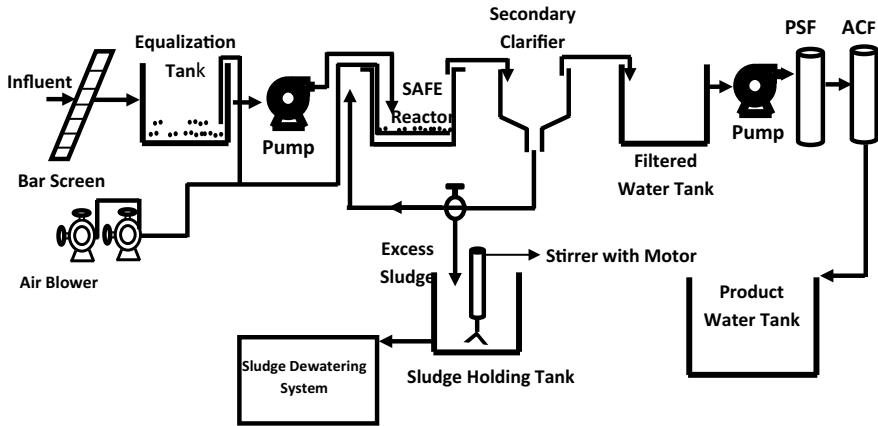 Influent
Bar Screen
Equalization
Tank
Pump
SAFE
Reactor
Secondary
Clarifier
Filtered
Water Tank
Pump
PSF
ACF
Air Blower
Excess
Sludge
Stirrer with Motor
Sludge Holding Tank
Sludge Dewatering
System
Product
Water Tank